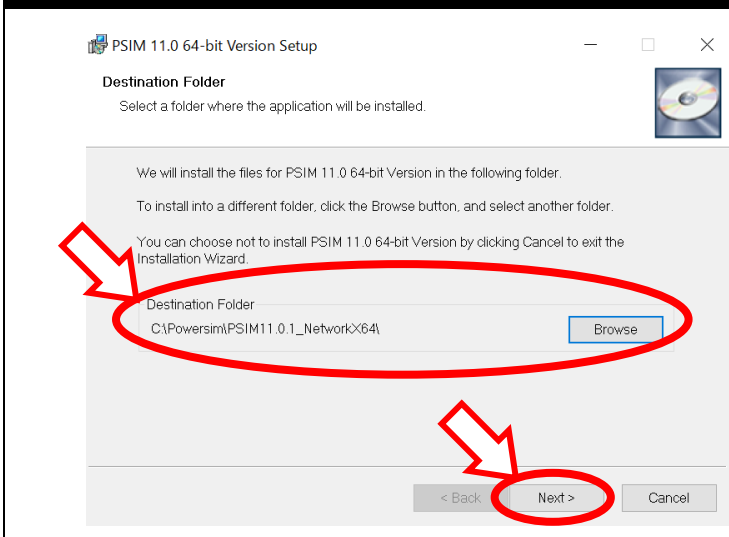 PSIM 11.0 64-bit Version Setup
Destination Folder
Select a folder where the application will be installed.
We will install the files for PSIM 11.0 64-bit Version in the following folder.
To install into a different folder, click the Browse button, and select another folder.
You can choose not to install PSIM 11.0 64-bit Version by clicking Cancel to exit the
Installation Wizard.
Destination Folder
C:\Powersim\PSIM11.0.1_NetworkX64\
Browse
< Back
Next >
Cancel